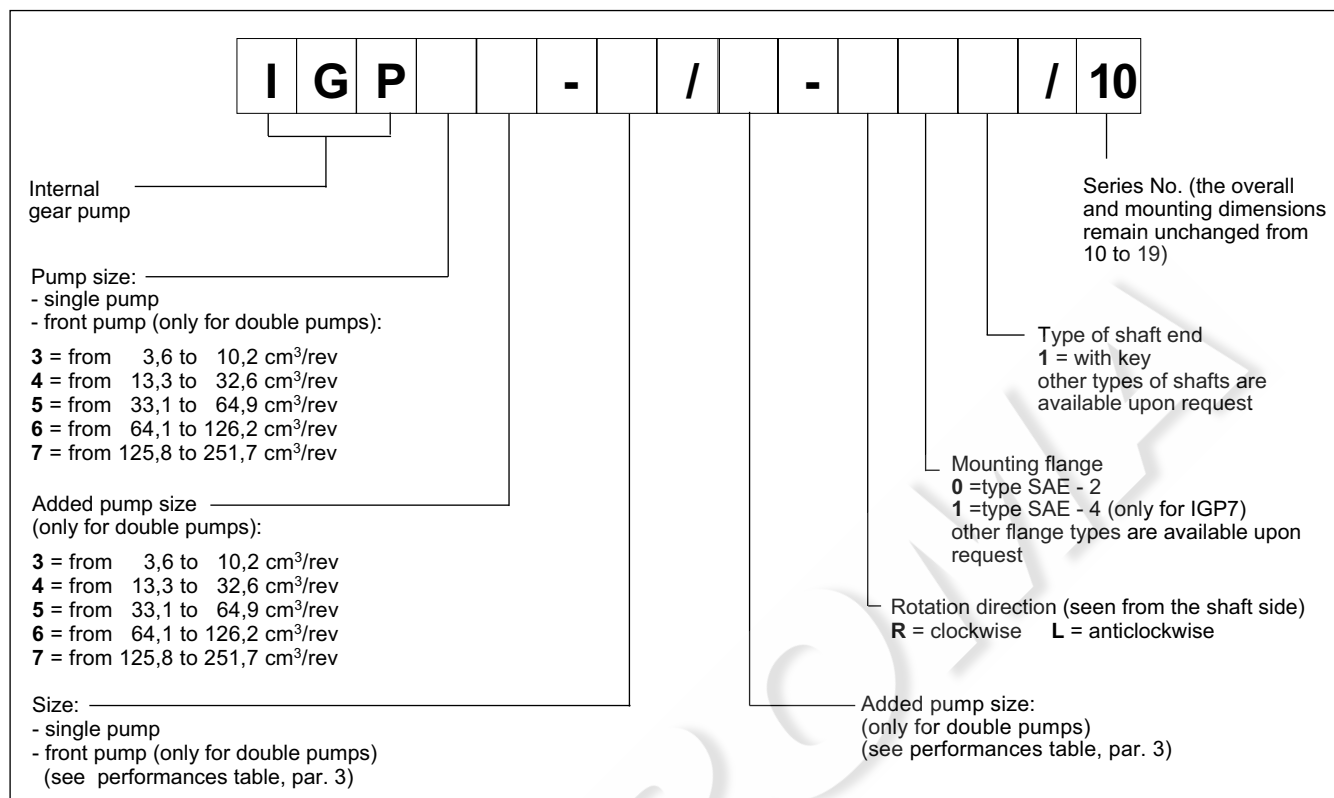 I G P - / - / 10
Internal
gear pump
Series No. (the overall
and mounting dimensions
remain unchanged from
10 to 19)
Pump size:
- single pump
- front pump (only for double pumps):
3 = from 3,6 to 10,2 cm³/rev
4 = from 13,3 to 32,6 cm³/rev
5 = from 33,1 to 64,9 cm³/rev
6 = from 64,1 to 126,2 cm³/rev
7 = from 125,8 to 251,7 cm³/rev
Type of shaft end
1 = with key
other types of shafts are
available upon request
Mounting flange
0 =type SAE - 2
1 =type SAE - 4 (only for IGP7)
other flange types are available upon
request
Added pump size
(only for double pumps):
3 = from 3,6 to 10,2 cm³/rev
4 = from 13,3 to 32,6 cm³/rev
5 = from 33,1 to 64,9 cm³/rev
6 = from 64,1 to 126,2 cm³/rev
7 = from 125,8 to 251,7 cm³/rev
Rotation direction (seen from the shaft side)
R = clockwise L = anticlockwise
Size:
- single pump
- front pump (only for double pumps)
(see performances table, par. 3)
Added pump size:
(only for double pumps)
(see performances table, par. 3)